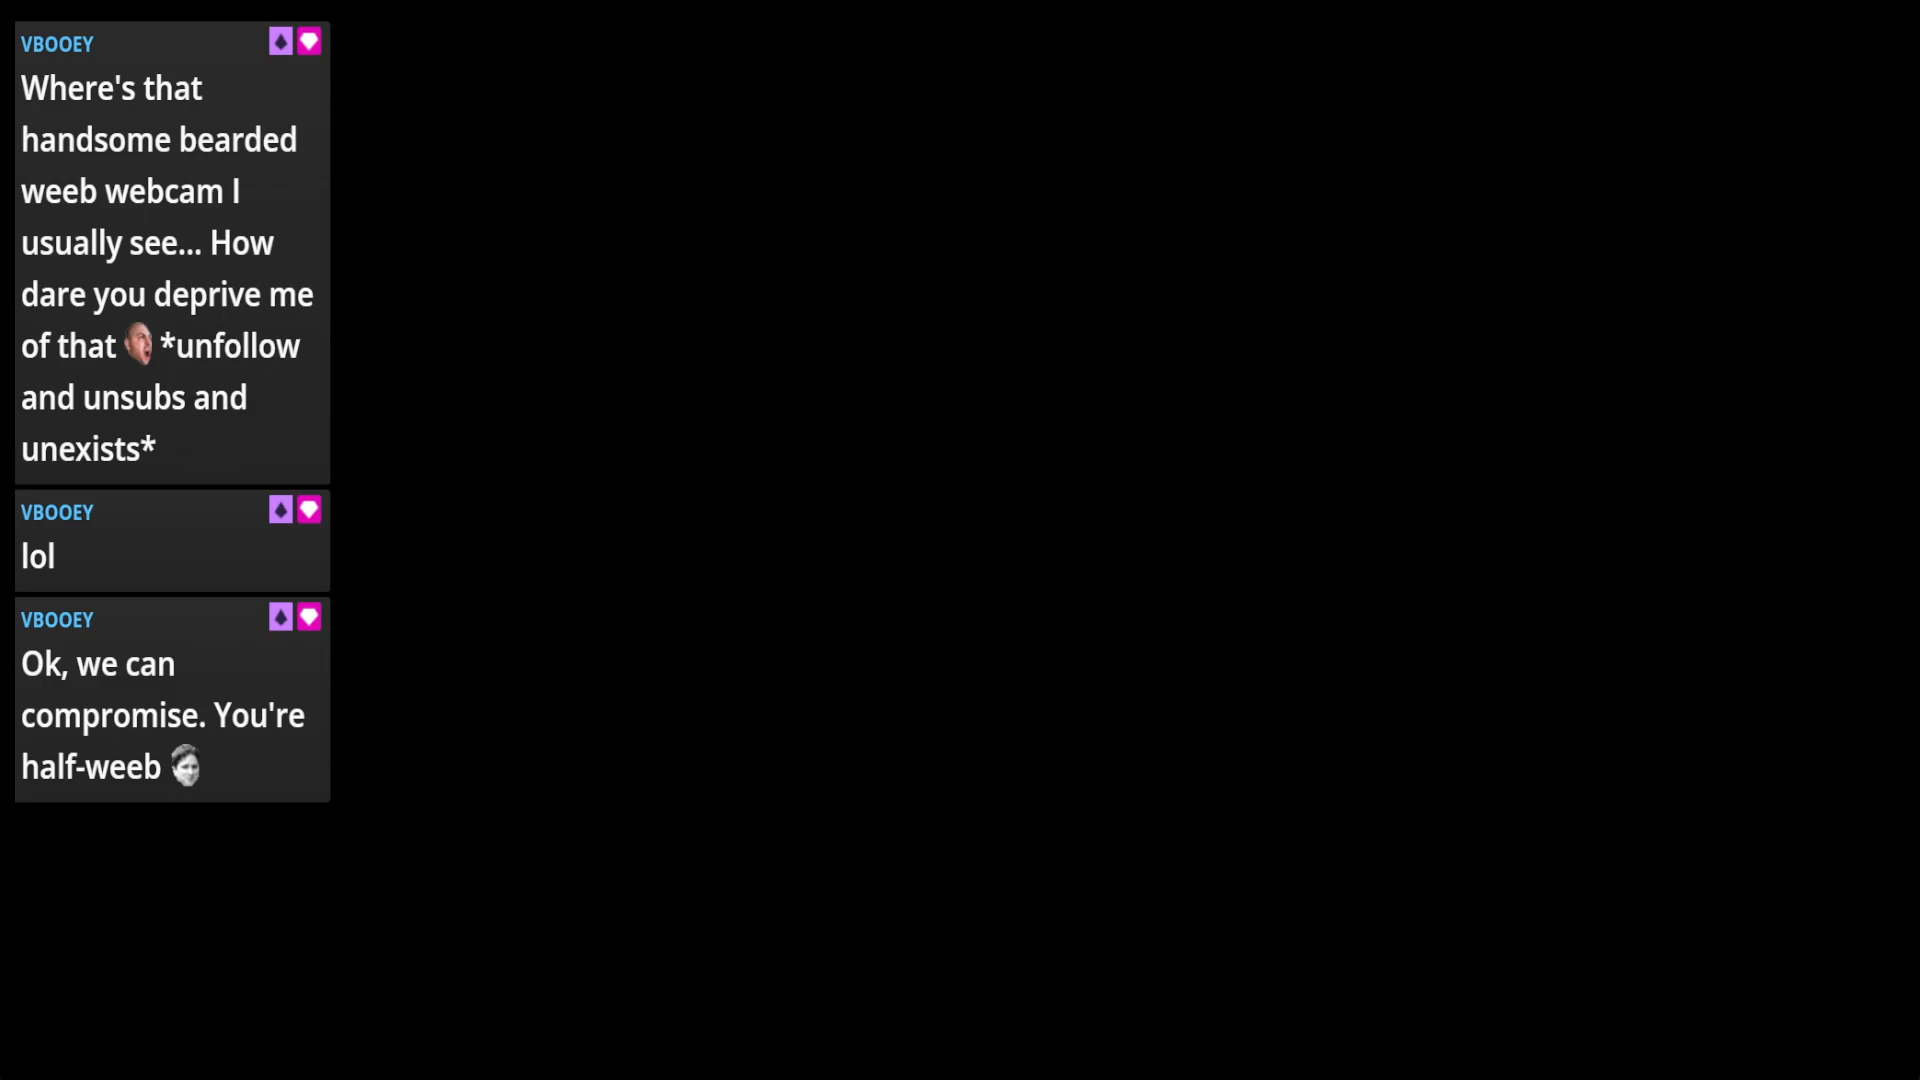 VBOOEY
Where's that
handsome bearded
weeb webcam I
usually see... How
dare you deprive me
of that *unfollow
and unsubs and
unexists*
VBOOEY
lol
VBOOEY
Ok, we can
compromise. You're
half-weeb